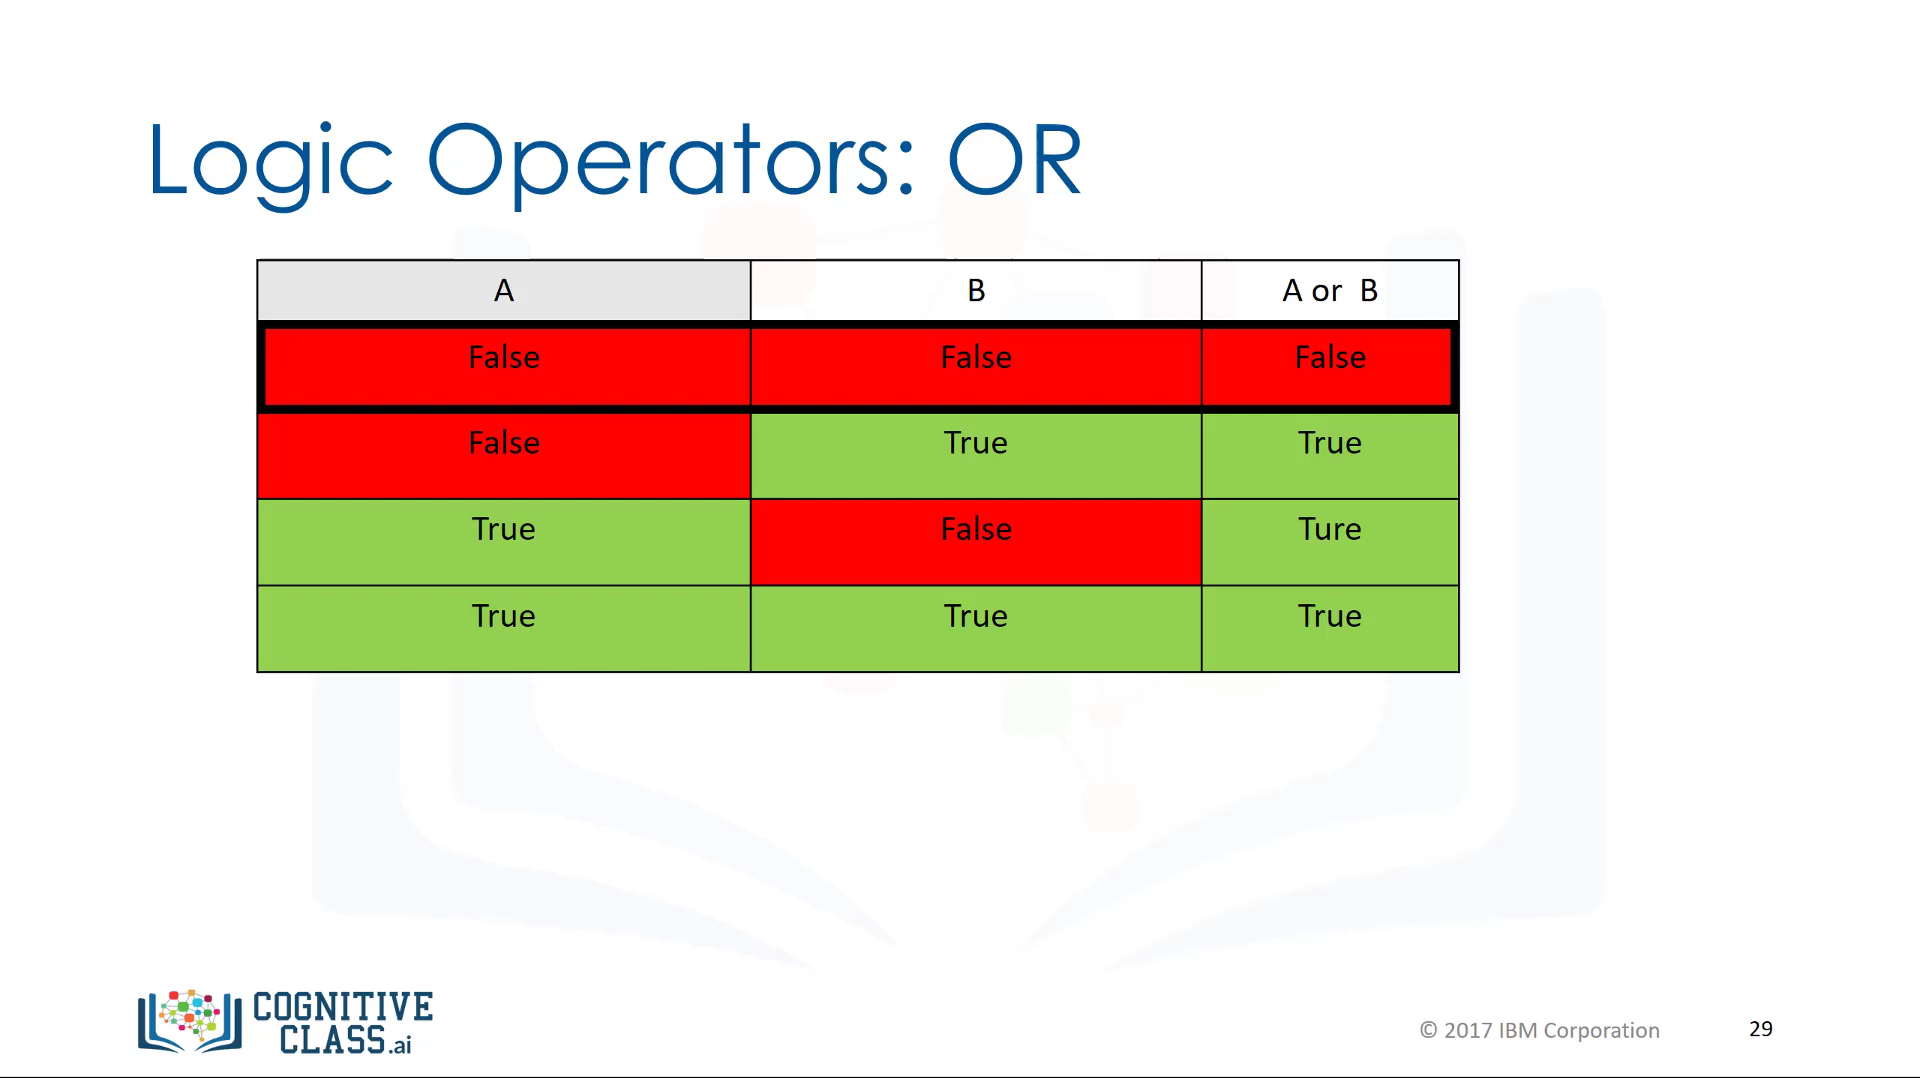 Logic Operators: OR
A B A or B
False False False
False True True
True False Ture
True True True
COGNITIVE
CLASS.ai
© 2017 IBM Corporation 29